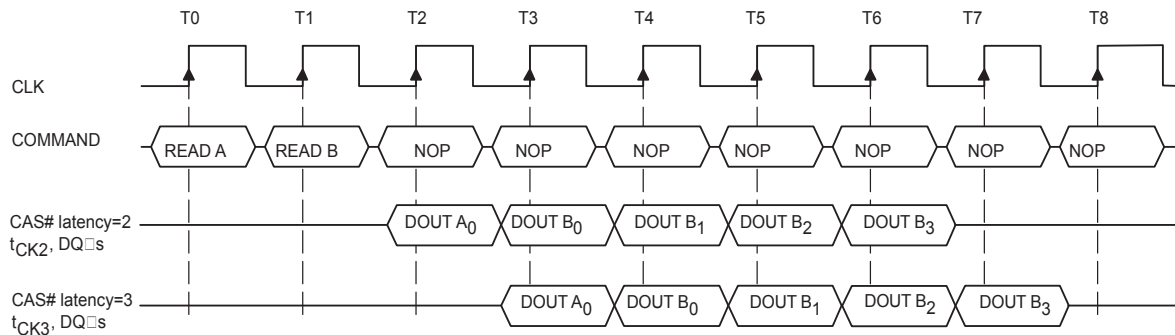 T0 T1 T2 T3 T4 T5 T6 T7 T8
CLK
COMMAND
READ A READ B NOP NOP NOP NOP NOP NOP NOP
CAS# latency=2
tCK2, DQ□s
DOUT A0 DOUT B0 DOUT B1 DOUT B2 DOUT B3
CAS# latency=3
tCK3, DQ□s
DOUT A0 DOUT B0 DOUT B1 DOUT B2 DOUT B3